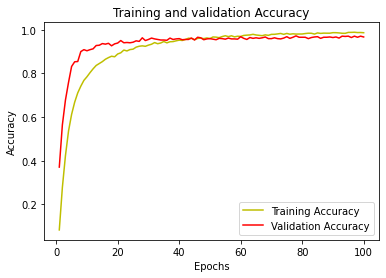 Training and validation Accuracy
Accuracy
1.0
0.8
0.6
0.4
0.2
Training Accuracy
Validation Accuracy
0
20
40
60
80
100
Epochs